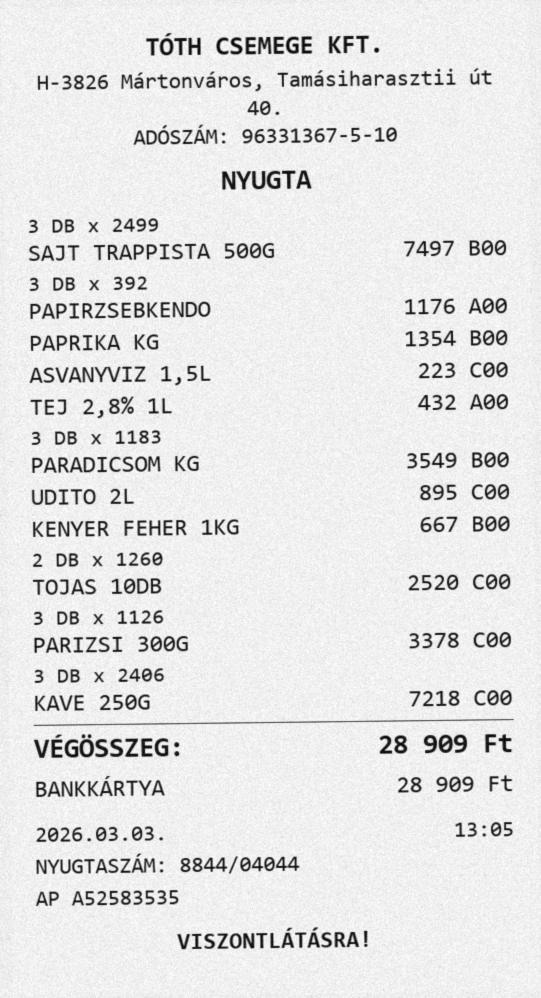 TÓTH CSEMEGE KFT.
H-3826 Mártonváros, Tamásiharasztii út
40.
ADÓSZÁM: 96331367-5-10
NYUGTA
3 DB x 2499
SAJT TRAPPISTA 500G 7497 B00
3 DB x 392
PAPIRZSEBKENDO 1176 A00
PAPRIKA KG 1354 B00
ASVANYVIZ 1,5L 223 C00
TEJ 2,8% 1L 432 A00
3 DB x 1183
PARADICSOM KG 3549 B00
UDITO 2L 895 C00
KENYER FEHER 1KG 667 B00
2 DB x 1260
TOJAS 10DB 2520 C00
3 DB x 1126
PARIZSI 300G 3378 C00
3 DB x 2406
KAVE 250G 7218 C00
VÉGÖSSZEG: 28 909 Ft
BANKKÁRTYA 28 909 Ft
2026.03.03. 13:05
NYUGTASZÁM: 8844/04044
AP A52583535
VISZONTLÁTÁSRA!